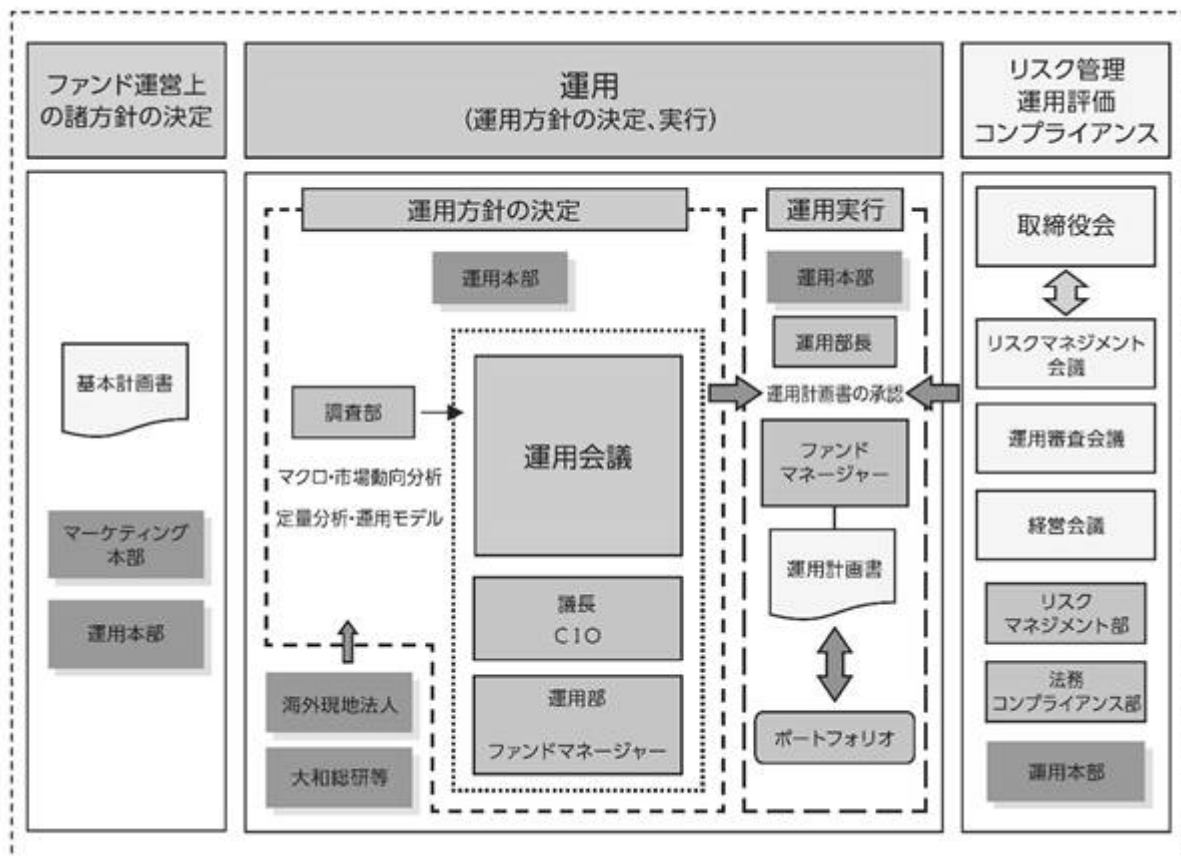 ファンド運営上
の諸方針の決定
運用
(運用方針の決定、実行)
リスク管理
運用評価
コンプライアンス
基本計画書
マーケティング
本部
運用本部
運用方針の決定
運用本部
調査部
マクロ・市場動向分析
定量分析・運用モデル
運用会議
議長
CIO
運用部
ファンドマネージャー
海外現地法人
大和総研等
運用実行
運用本部
運用部長
運用計画書の承認
ファンド
マネージャー
運用計画書
ポートフォリオ
取締役会
リスクマネジメント
会議
運用審査会議
経営会議
リスク
マネジメント部
法務
コンプライアンス部
運用本部